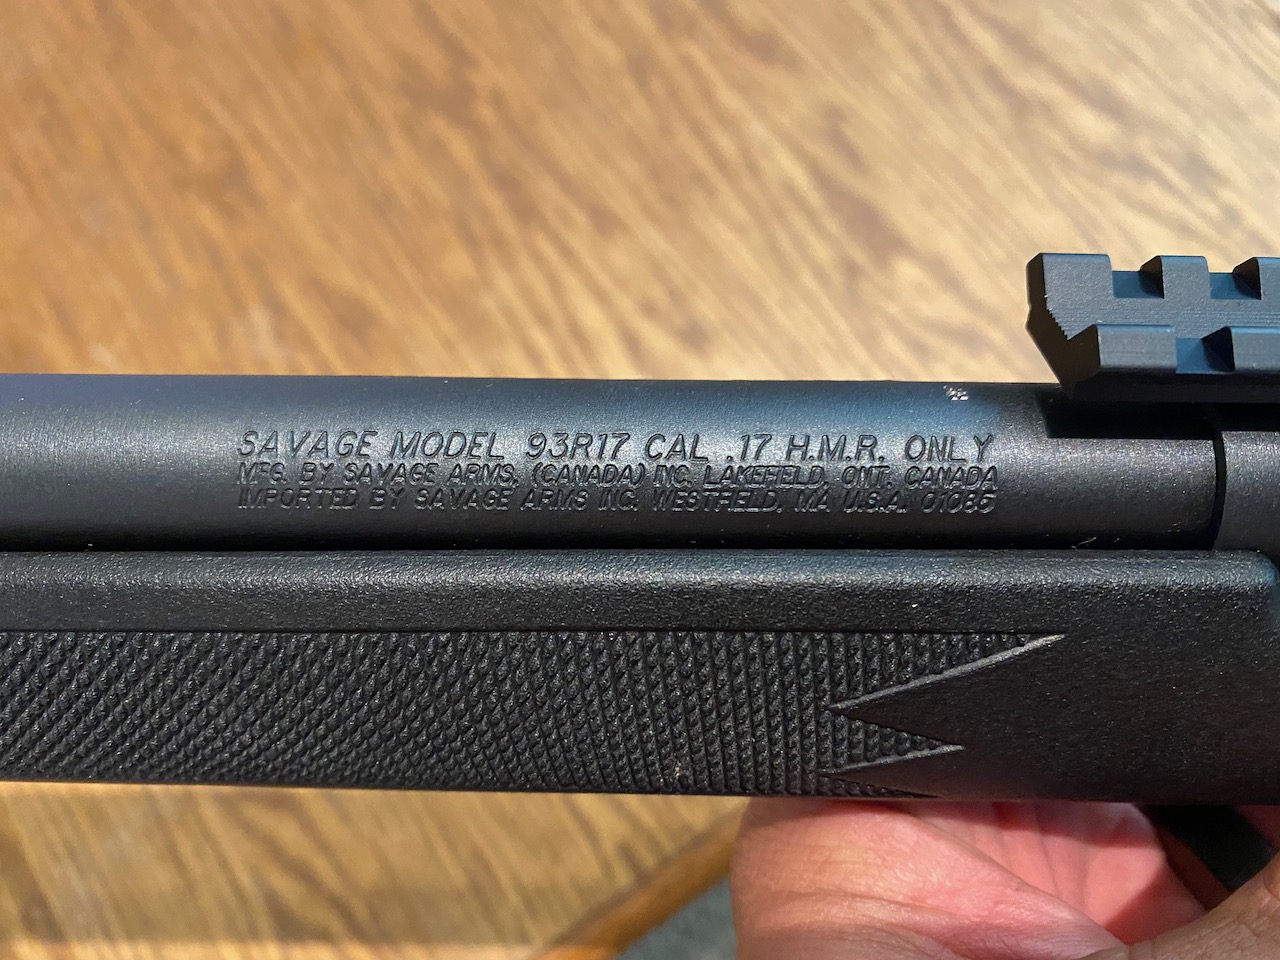 SAVAGE MODEL 93R17 CAL .17 H.M.R. ONLY
MFG. BY SAVAGE ARMS, (CANADA) INC. LAKEFIELD, ONT. CANADA
IMPORTED BY SAVAGE ARMS INC. WESTFIELD, MA U.S.A. 01085